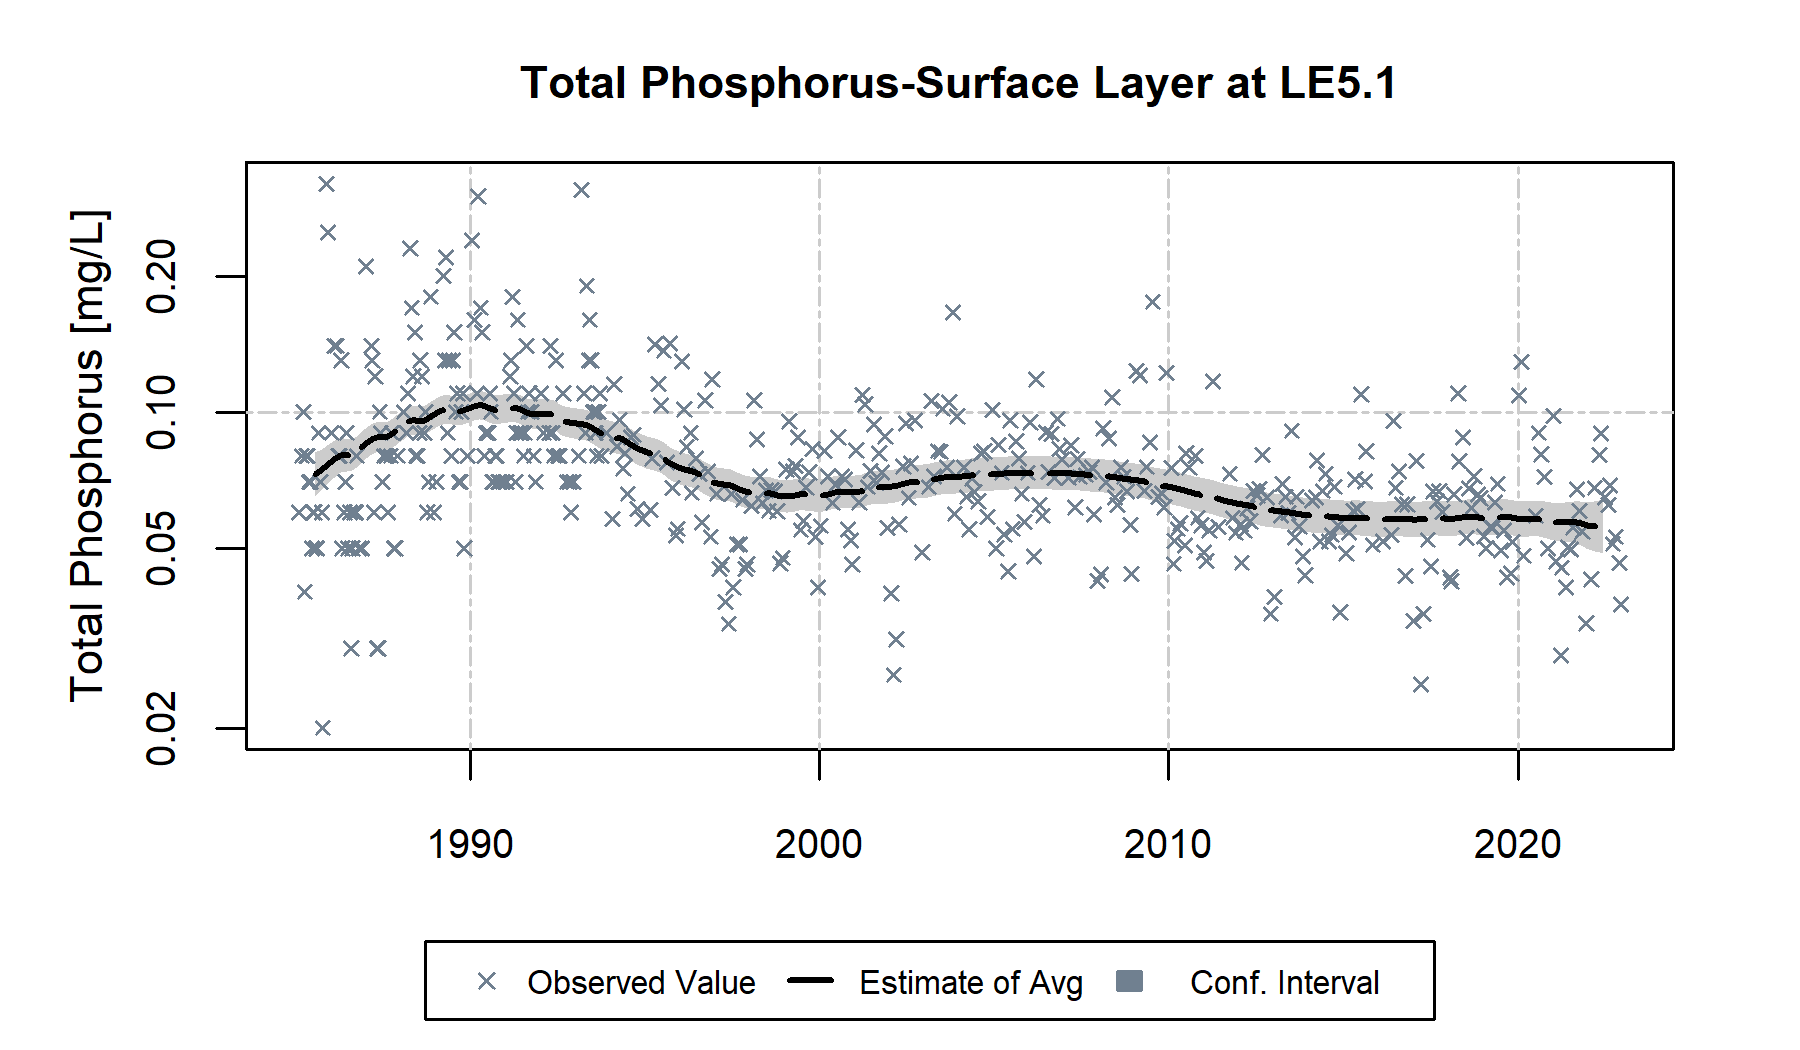 Total Phosphorus-Surface Layer at LE5.1
Total Phosphorus [mg/L]
0.20
0.10
0.05
0.02
1990 2000 2010 2020
Observed Value Estimate of Avg Conf. Interval